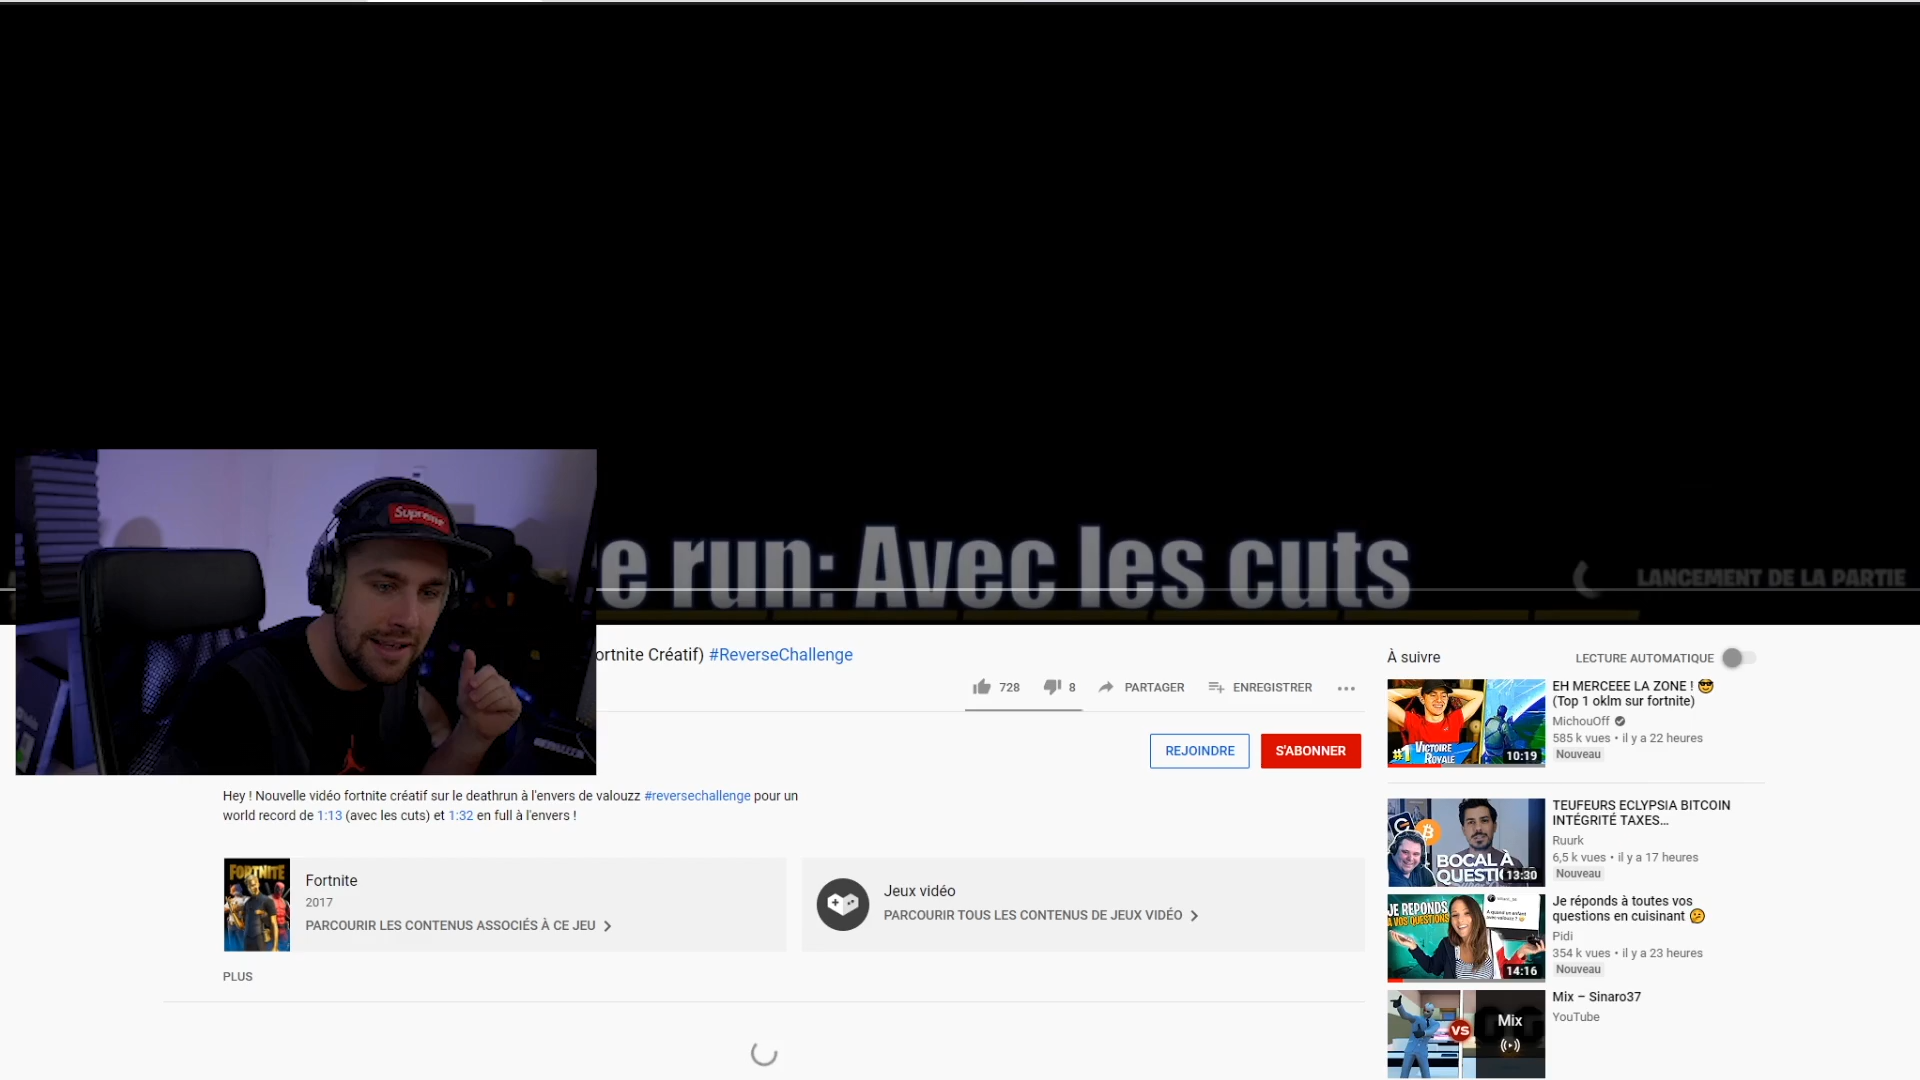 Supreme
e run: Avec les cuts
LANCEMENT DE LA PARTIE
ortnite Créatif) #ReverseChallenge
728
8
PARTAGER
ENREGISTRER
REJOINDRE
S'ABONNER
Hey ! Nouvelle vidéo fortnite créatif sur le deathrun à l'envers de valouzz #reversechallenge pour un
world record de 1:13 (avec les cuts) et 1:32 en full à l'envers !
FORTNITE
Fortnite
2017
PARCOURIR LES CONTENUS ASSOCIÉS À CE JEU
Jeux vidéo
PARCOURIR TOUS LES CONTENUS DE JEUX VIDÉO
PLUS
À suivre
LECTURE AUTOMATIQUE
#1 VICTOIRE ROYALE
10:19
EH MERCEEE LA ZONE ! 😎
(Top 1 oklm sur fortnite)
MichouOff
585 k vues • il y a 22 heures
Nouveau
BOCAL À
QUESTI
13:30
TEUFEURS ECLYPSIA BITCOIN
INTÉGRITÉ TAXES...
Ruurk
6,5 k vues • il y a 17 heures
Nouveau
JE RÉPONDS
À VOS QUESTIONS
14:16
Je réponds à toutes vos
questions en cuisinant 🤔
Pidi
354 k vues • il y a 23 heures
Nouveau
VS
Mix
Mix – Sinaro37
YouTube